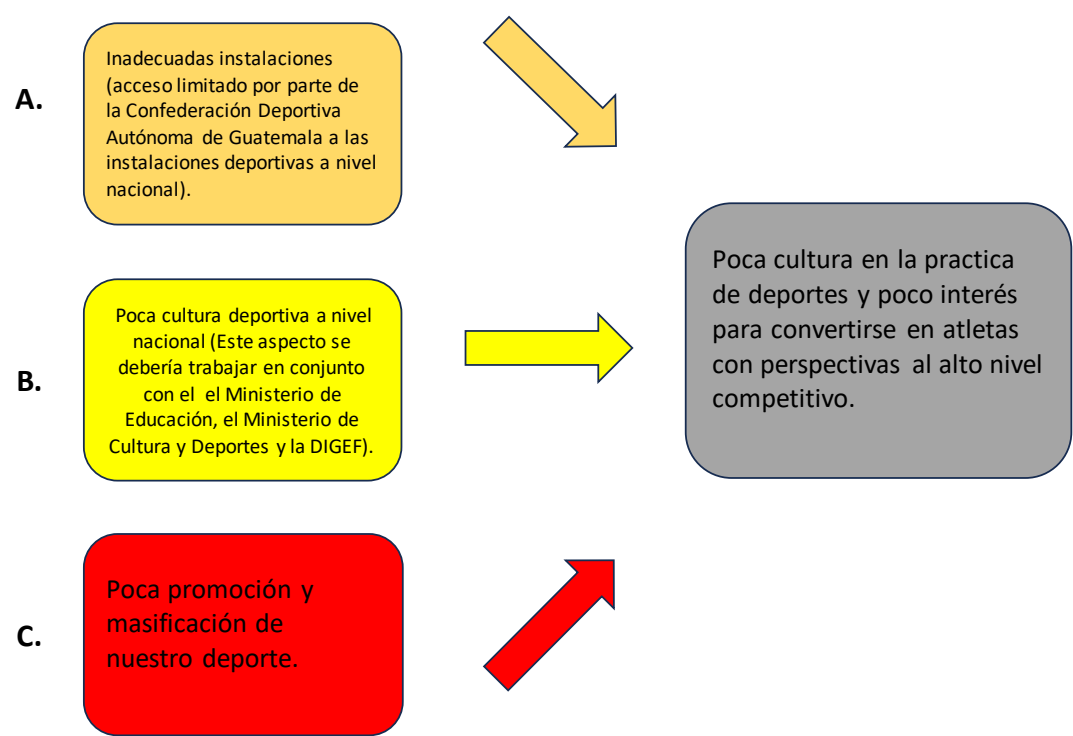 A.
Inadecuadas instalaciones
(acceso limitado por parte de
la Confederación Deportiva
Autónoma de Guatemala a las
instalaciones deportivas a nivel
nacional).
B.
Poca cultura deportiva a nivel
nacional (Este aspecto se
debería trabajar en conjunto
con el el Ministerio de
Educación, el Ministerio de
Cultura y Deportes y la DIGEF).
C.
Poca promoción y
masificación de
nuestro deporte.
Poca cultura en la practica
de deportes y poco interés
para convertirse en atletas
con perspectivas al alto nivel
competitivo.